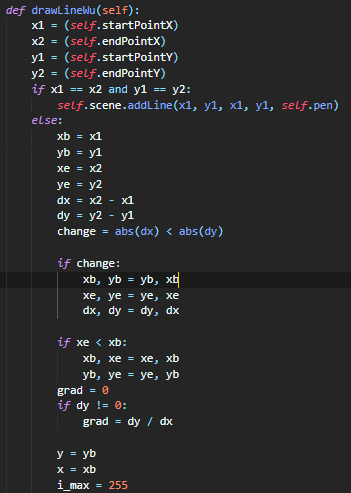 def drawLineWu(self):
x1 = (self.startPointX)
x2 = (self.endPointX)
y1 = (self.startPointY)
y2 = (self.endPointY)
if x1 == x2 and y1 == y2:
self.scene.addLine(x1, y1, x1, y1, self.pen)
else:
xb = x1
yb = y1
xe = x2
ye = y2
dx = x2 - x1
dy = y2 - y1
change = abs(dx) < abs(dy)
if change:
xb, yb = yb, xb
xe, ye = ye, xe
dx, dy = dy, dx
if xe < xb:
xb, xe = xe, xb
yb, ye = ye, yb
grad = 0
if dy != 0:
grad = dy / dx
y = yb
x = xb
i_max = 255